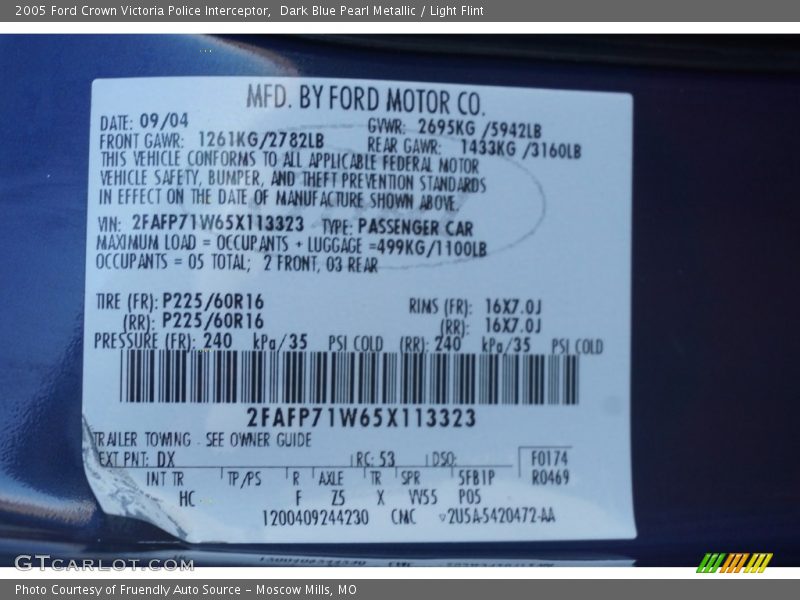 2005 Ford Crown Victoria Police Interceptor,  Dark Blue Pearl Metallic / Light Flint
MFD. BY FORD MOTOR CO.
DATE: 09/04 GVWR: 2695KG /5942LB
FRONT GAWR: 1261KG/2782LB REAR GAWR: 1433KG /3160LB
THIS VEHICLE CONFORMS TO ALL APPLICABLE FEDERAL MOTOR
VEHICLE SAFETY, BUMPER, AND THEFT PREVENTION STANDARDS
IN EFFECT ON THE DATE OF MANUFACTURE SHOWN ABOVE.
VIN: 2FAFP71W65X113323 TYPE: PASSENGER CAR
MAXIMUM LOAD = OCCUPANTS + LUGGAGE =499KG/1100LB
OCCUPANTS = 05 TOTAL; 2 FRONT, 03 REAR
TIRE (FR): P225/60R16 RIMS (FR): 16X7.0J
(RR): P225/60R16 (RR): 16X7.0J
PRESSURE (FR): 240 kPa/35 PSI COLD (RR): 240 kPa/35 PSI COLD
2FAFP71W65X113323
TRAILER TOWING - SEE OWNER GUIDE
EXT PNT: DX RC: 53 DSO: F0174
INT TR TP/PS R AXLE TR SPR 5FB1P R0469
HC F Z5 X VV55 P05
1200409244230 CMC ▽2U5A-5420472-AA
GTCARLOT.COM
Photo Courtesy of Fruendly Auto Source – Moscow Mills, MO